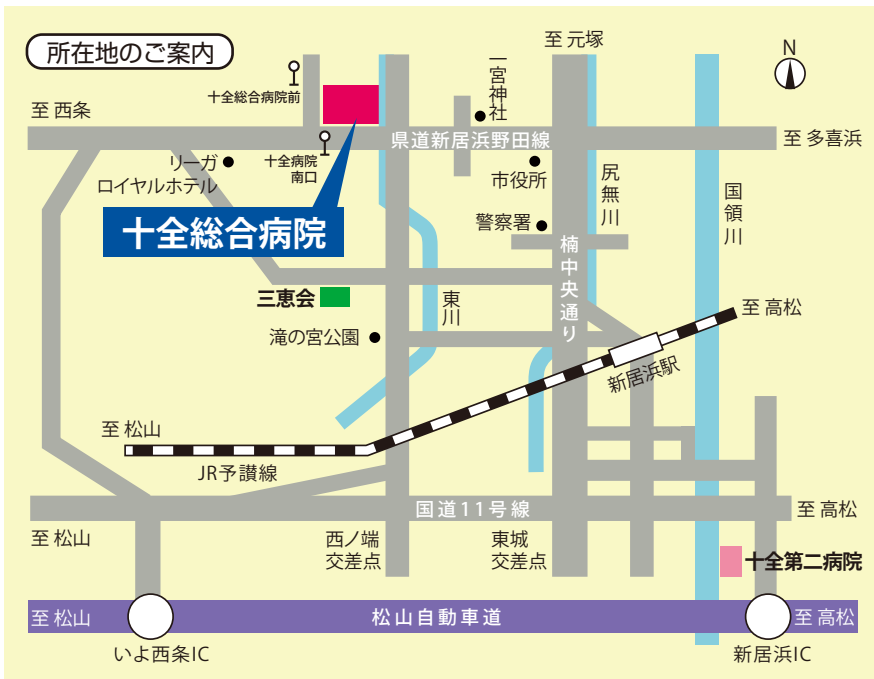 所在地のご案内
至 元塚
N
十全総合病院前
一宮神社
至 西条
県道新居浜野田線
至 多喜浜
リーガ
ロイヤルホテル
十全病院
南口
市役所
尻無川
国領川
十全総合病院
警察署
楠中央通り
三恵会
東川
至 高松
滝の宮公園
新居浜駅
至 松山
JR予讃線
国道11号線
至 高松
至 松山
西ノ端
交差点
東城
交差点
十全第二病院
至 松山
松山自動車道
至 高松
いよ西条IC
新居浜IC